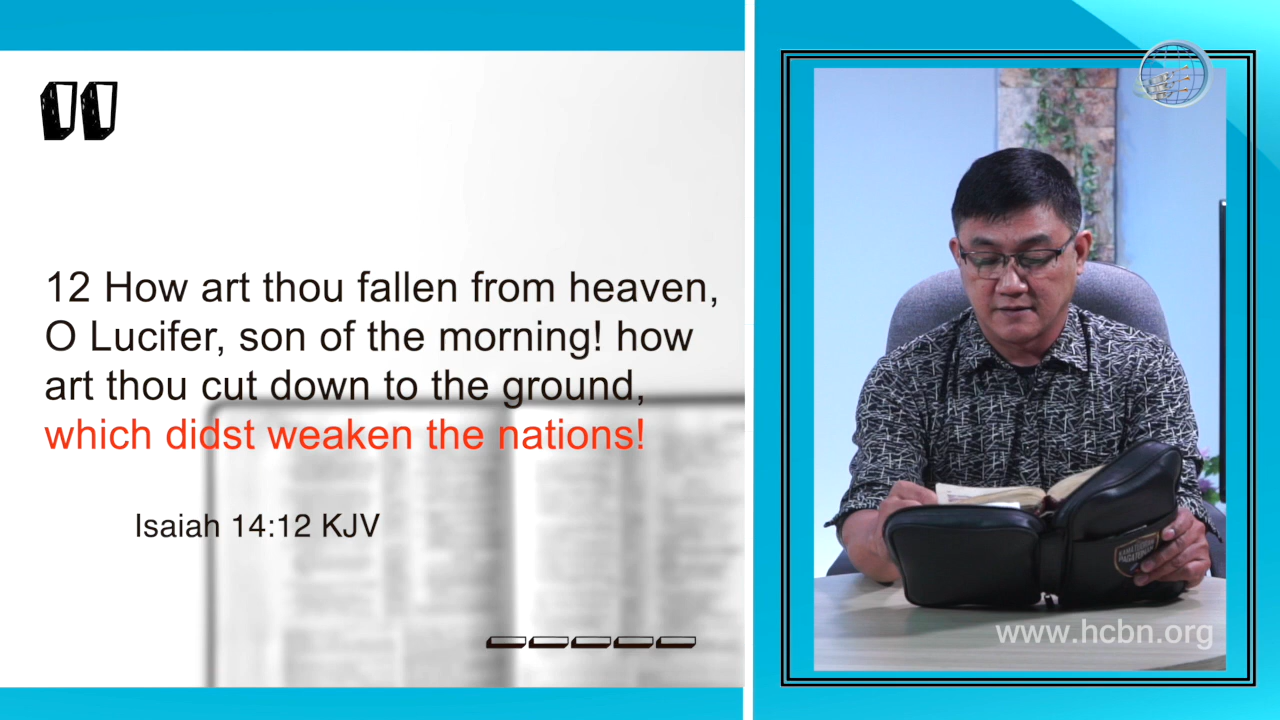 12 How art thou fallen from heaven,
O Lucifer, son of the morning! how
art thou cut down to the ground,
which didst weaken the nations!
Isaiah 14:12 KJV
www.hcbn.org